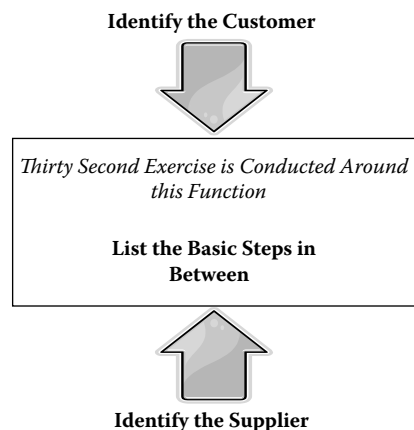 Identify the Customer
Thirty Second Exercise is Conducted Around
this Function
List the Basic Steps in
Between
Identify the Supplier